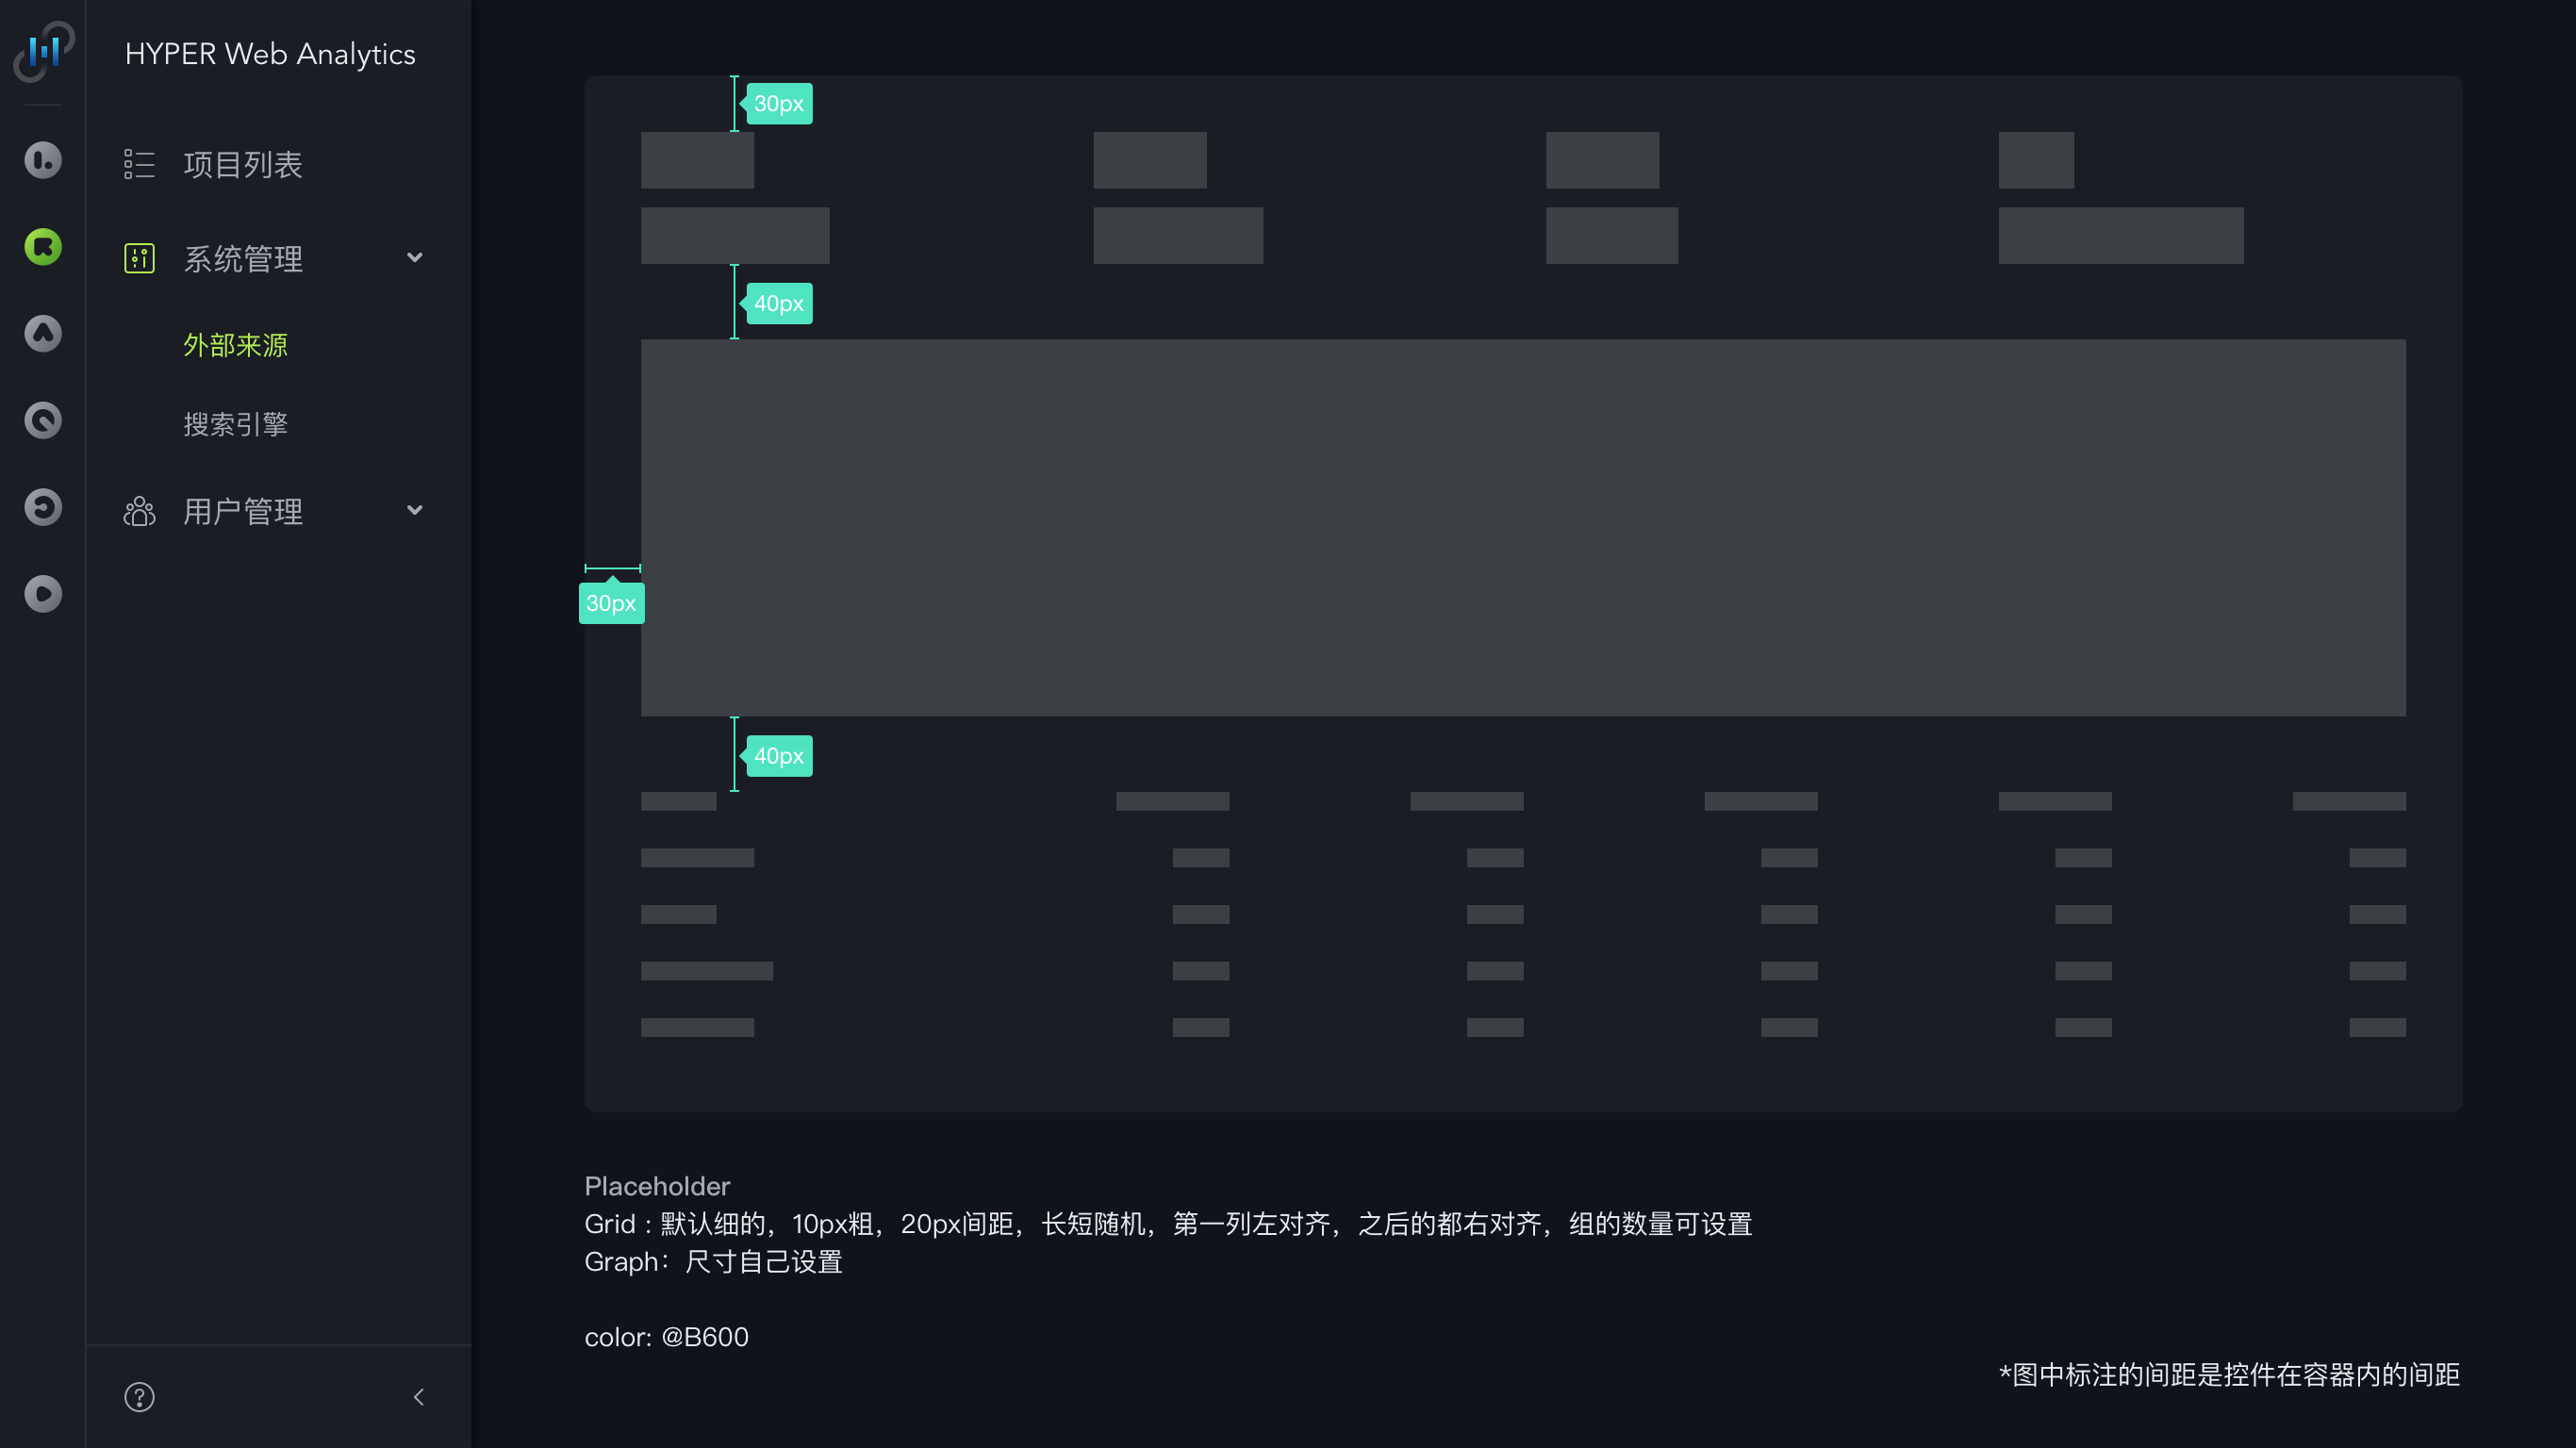 HYPER Web Analytics
项目列表
系统管理
外部来源
搜索引擎
用户管理
30px
40px
30px
40px
Placeholder
Grid : 默认细的，10px粗，20px间距，长短随机，第一列左对齐，之后的都右对齐，组的数量可设置
Graph：尺寸自己设置
color: @B600
*图中标注的间距是控件在容器内的间距